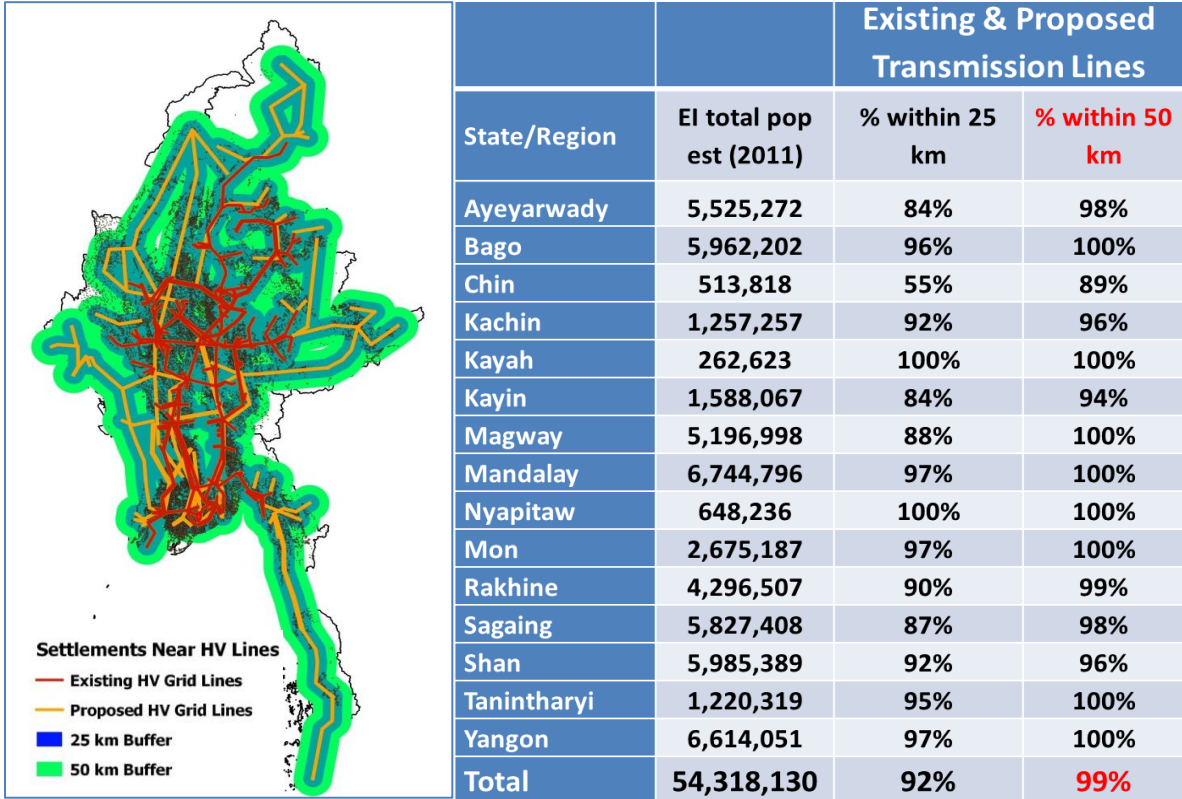 Settlements Near HV Lines
Existing HV Grid Lines
Proposed HV Grid Lines
25 km Buffer
50 km Buffer
Existing & Proposed
Transmission Lines
State/Region EI total pop est (2011) % within 25 km % within 50 km
Ayeyarwady 5,525,272 84% 98%
Bago 5,962,202 96% 100%
Chin 513,818 55% 89%
Kachin 1,257,257 92% 96%
Kayah 262,623 100% 100%
Kayin 1,588,067 84% 94%
Magway 5,196,998 88% 100%
Mandalay 6,744,796 97% 100%
Nyapitaw 648,236 100% 100%
Mon 2,675,187 97% 100%
Rakhine 4,296,507 90% 99%
Sagaing 5,827,408 87% 98%
Shan 5,985,389 92% 96%
Tanintharyi 1,220,319 95% 100%
Yangon 6,614,051 97% 100%
Total 54,318,130 92% 99%